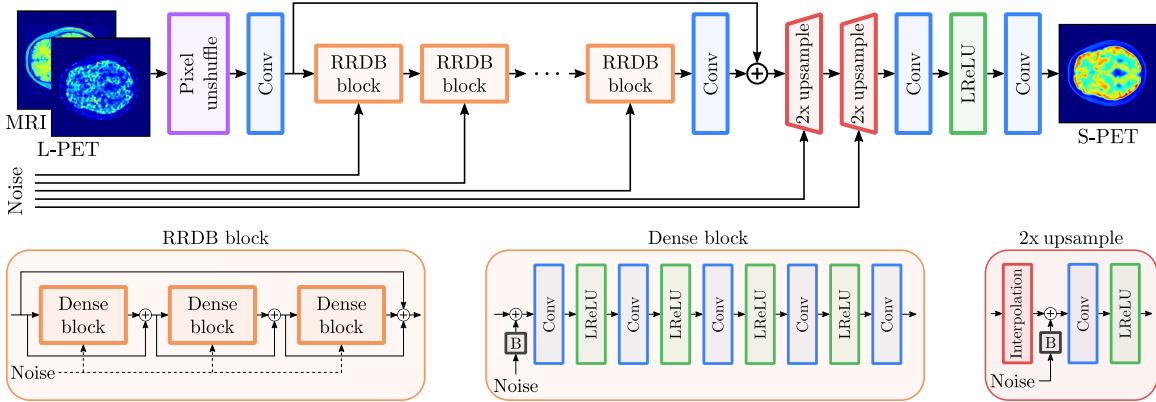 MRI
L-PET
Pixel
unshuffle
Conv
RRDB
block
RRDB
block
· · ·
RRDB
block
Conv
2x upsample
2x upsample
Conv
LReLU
Conv
S-PET
Noise
RRDB block
Dense
block
Dense
block
Dense
block
Noise
Dense block
B
Noise
Conv
LReLU
Conv
LReLU
Conv
LReLU
Conv
LReLU
Conv
2x upsample
Interpolation
B
Noise
Conv
LReLU